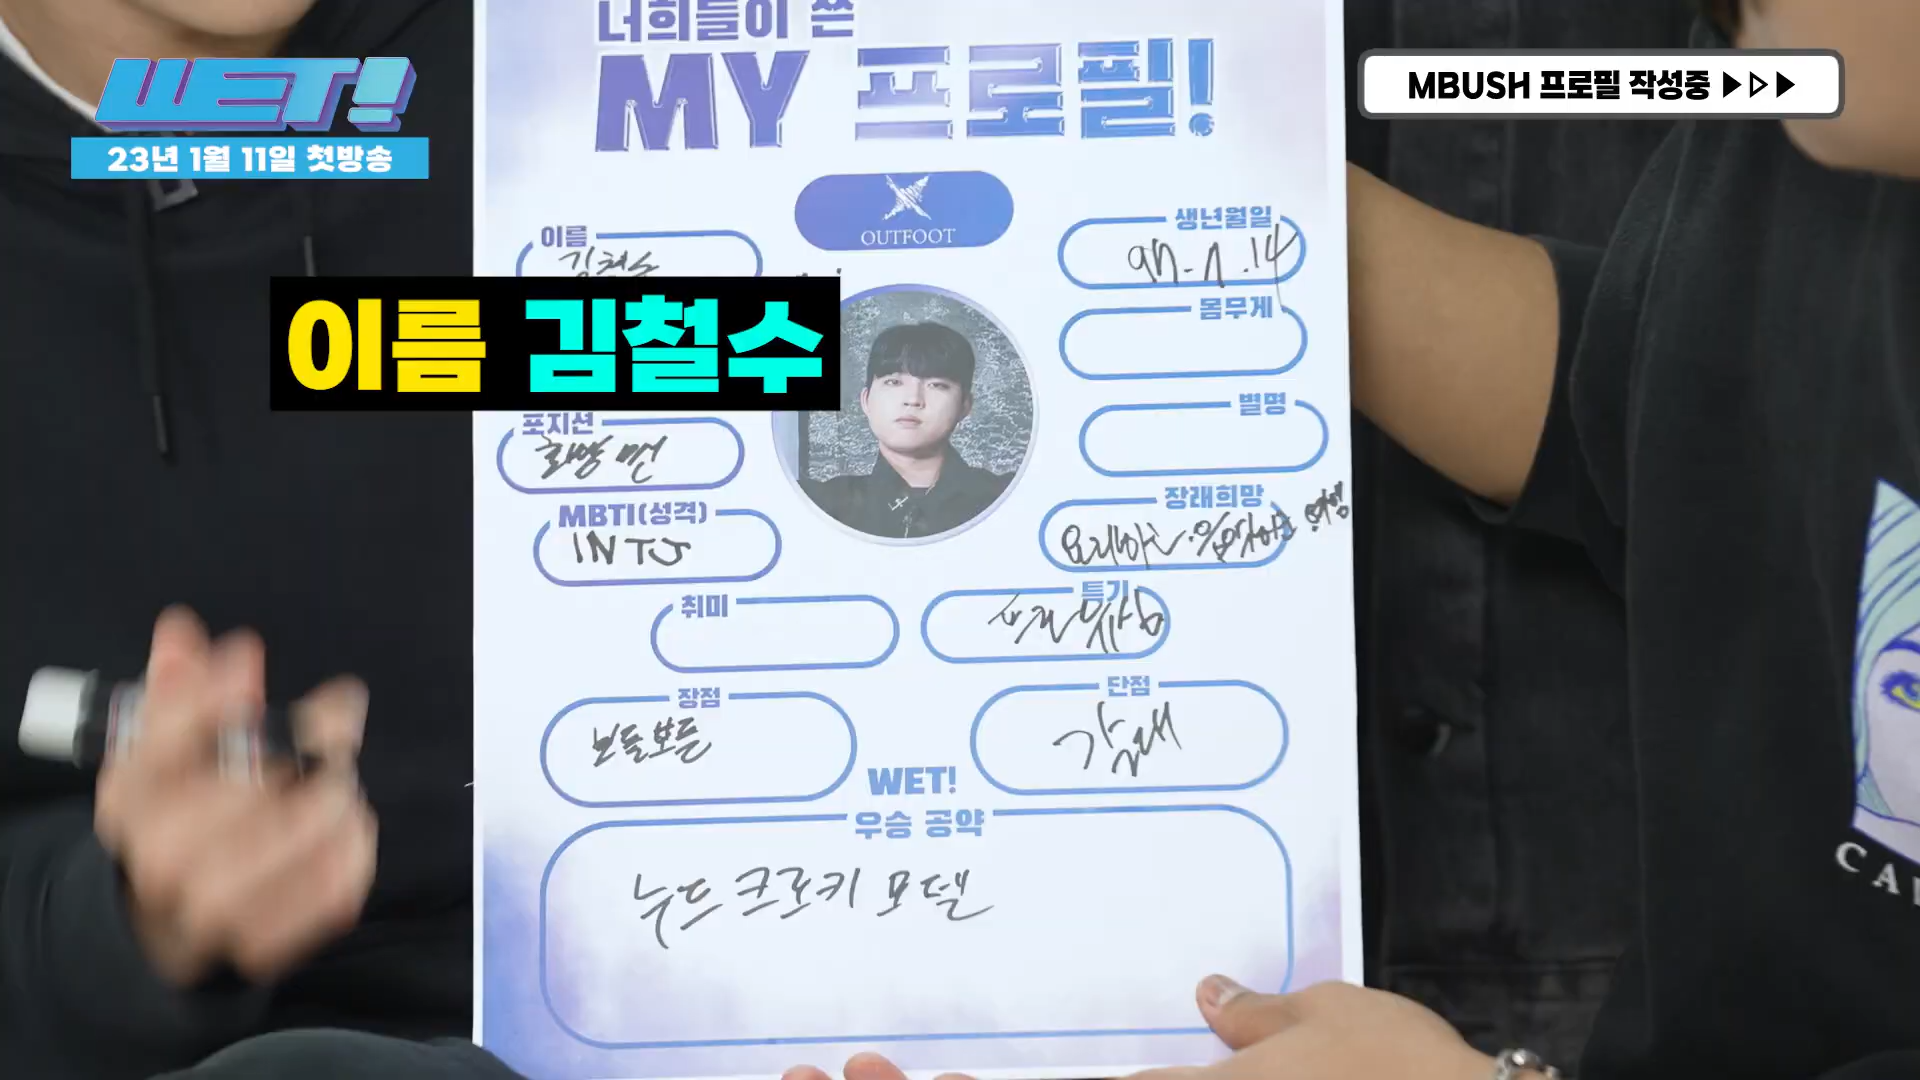 너희들이 쓴
MY 프로필!
WET!
23년 1월 11일 첫방송
MBUSH 프로필 작성중
OUTFOOT
이름
김철수
생년월일
97.1.14
이름 김철수
몸무게
별명
포지션
MBTI(성격)
INTJ
장래희망
취미
특기
장점
보들보들
단점
WET!
우승 공약
누드 크로키 모델
CA